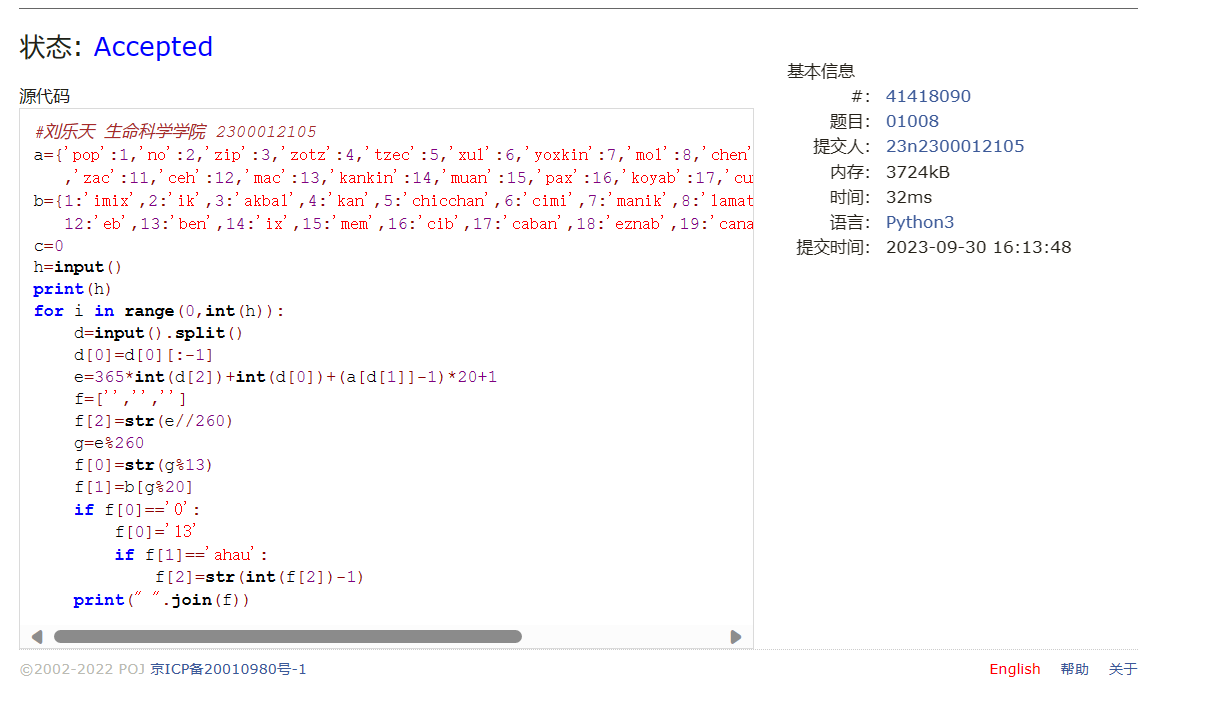 状态: Accepted
源代码
#刘乐天 生命科学学院 2300012105
a={'pop':1,'no':2,'zip':3,'zotz':4,'tzec':5,'xul':6,'yoxkin':7,'mol':8,'chen'
,'zac':11,'ceh':12,'mac':13,'kankin':14,'muan':15,'pax':16,'koyab':17,'cu
b={1:'imix',2:'ik',3:'akbal',4:'kan',5:'chicchan',6:'cimi',7:'manik',8:'lamat
12:'eb',13:'ben',14:'ix',15:'mem',16:'cib',17:'caban',18:'eznab',19:'cana
c=0
h=input()
print(h)
for i in range(0,int(h)):
    d=input().split()
    d[0]=d[0][:-1]
    e=365*int(d[2])+int(d[0])+(a[d[1]]-1)*20+1
    f=['','','']
    f[2]=str(e//260)
    g=e%260
    f[0]=str(g%13)
    f[1]=b[g%20]
    if f[0]=='0':
        f[0]='13'
        if f[1]=='ahau':
            f[2]=str(int(f[2])-1)
    print(" ".join(f))
基本信息
#: 41418090
题目: 01008
提交人: 23n2300012105
内存: 3724kB
时间: 32ms
语言: Python3
提交时间: 2023-09-30 16:13:48
©2002-2022 POJ 京ICP备20010980号-1
English 帮助 关于